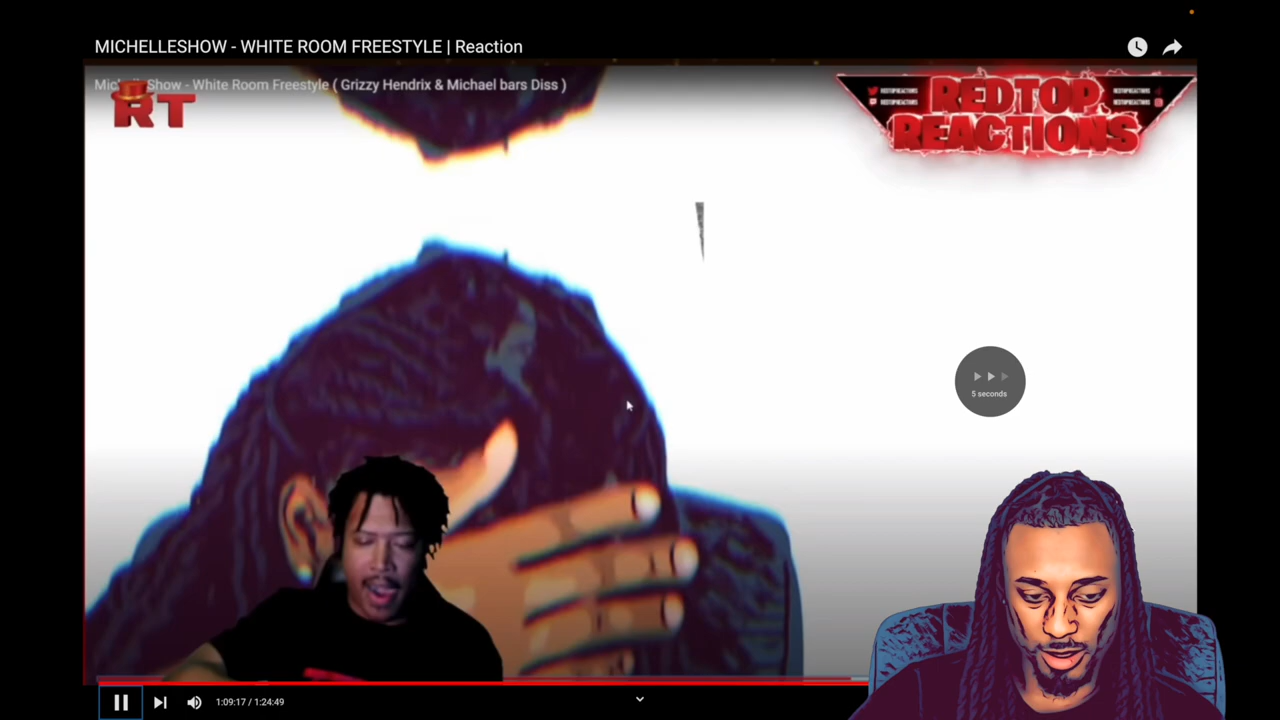 MICHELLESHOW - WHITE ROOM FREESTYLE | Reaction
Show - White Room Freestyle ( Grizzy Hendrix & Michael bars Diss )
RT
REDTOP
REACTIONS
5 seconds
1:09:17 / 1:24:49